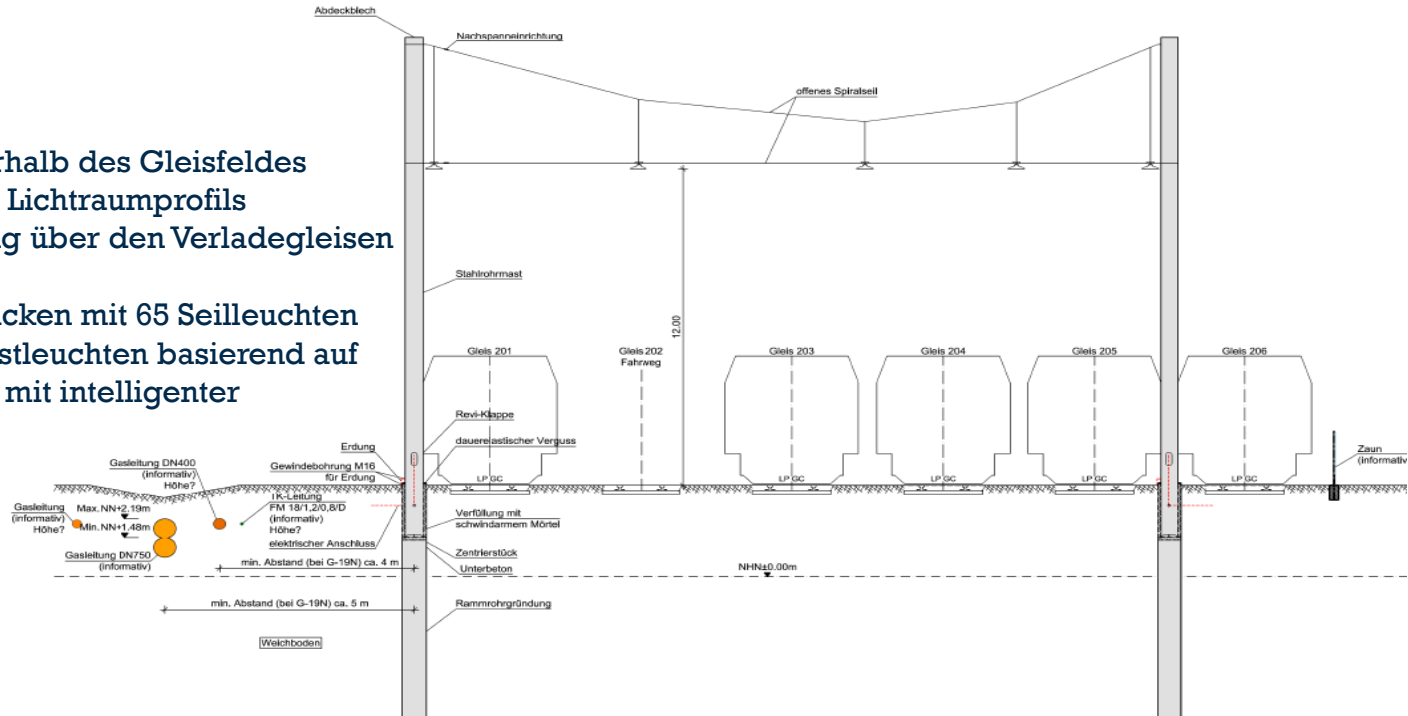 Abdeckblech
Nachspanneinrichtung
offenes Spiralseil
rhalb des Gleisfeldes
Lichtraumprofils
g über den Verladegleisen
Stahlrohrmast
12.00
cken mit 65 Seilleuchten
stleuchten basierend auf
mit intelligenter
Gleis 201
Gleis 202
Fahrweg
Gleis 203
Gleis 204
Gleis 205
Gleis 206
Revi-Klappe
dauerelastischer Verguss
Erdung
Gewindebohrung M16
für Erdung
Gasleitung DN400
(informativ)
Höhe?
Zaun
(informativ
LP GC
LP GC
LP GC
LP GC
LP GC
TK-Leitung
FM 18/1,2/0,8/D
(informativ)
Höhe?
Gasleitung
(informativ)
Höhe?
Max. NN+2.19m
Min. NN+1.48m
elektrischer Anschluss
Verfüllung mit
schwindarmem Mörtel
Gasleitung DN750
(informativ)
Zentrierstück
Unterbeton
min. Abstand (bei G-19N) ca. 4 m
NHN±0.00m
min. Abstand (bei G-19N) ca. 5 m
Rammrohrgründung
Weichboden